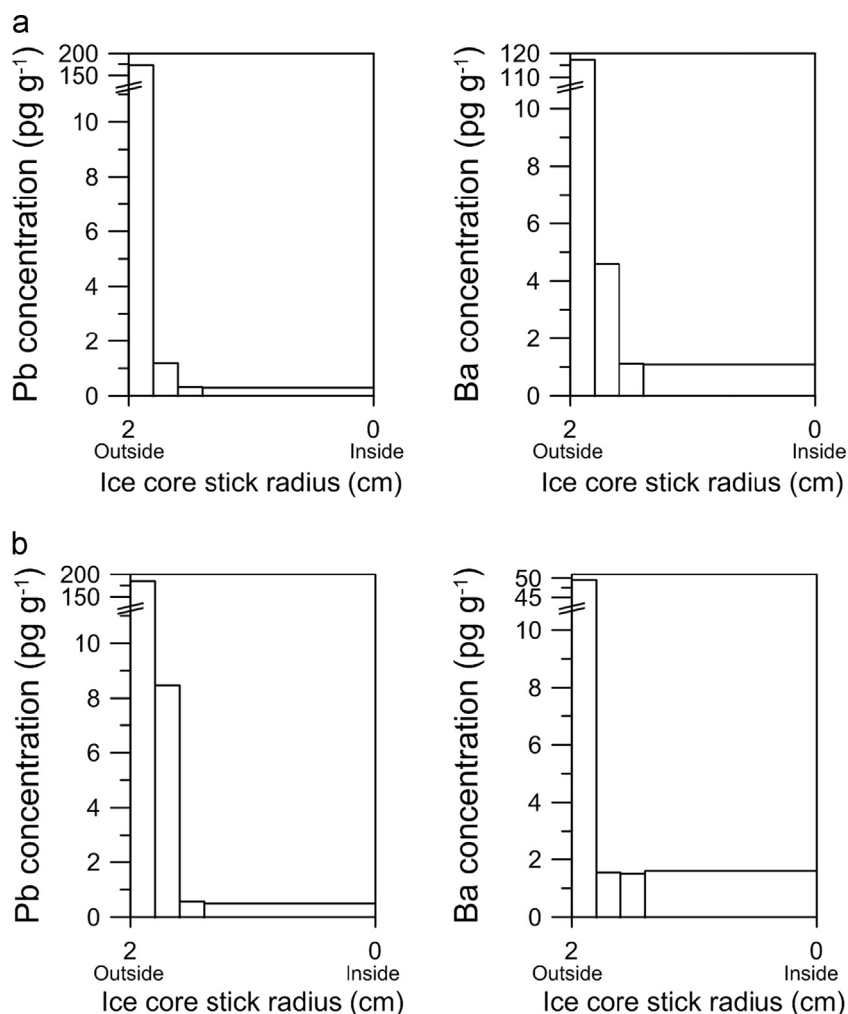 a
Pb concentration (pg g⁻¹)
200
150
10
8
6
4
2
0
2
0
Outside
Inside
Ice core stick radius (cm)
Ba concentration (pg g⁻¹)
120
110
10
8
6
4
2
0
2
0
Outside
Inside
Ice core stick radius (cm)
b
Pb concentration (pg g⁻¹)
200
150
10
8
6
4
2
0
2
0
Outside
Inside
Ice core stick radius (cm)
Ba concentration (pg g⁻¹)
50
45
10
8
6
4
2
0
2
0
Outside
Inside
Ice core stick radius (cm)